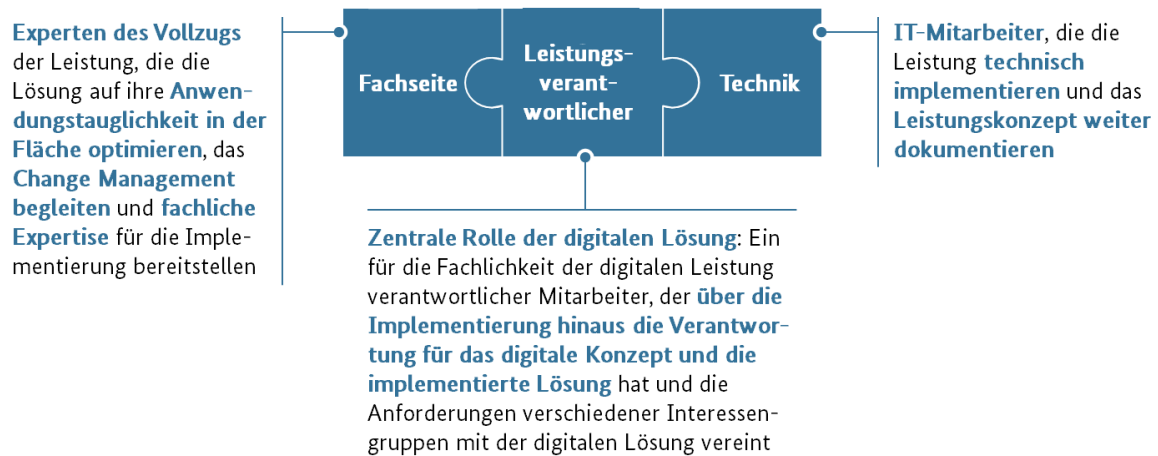 Experten des Vollzugs
der Leistung, die die
Lösung auf ihre Anwen-
dungstauglichkeit in der
Fläche optimieren, das
Change Management
begleiten und fachliche
Expertise für die Imple-
mentierung bereitstellen
Fachseite
Leistungs-
verant-
wortlicher
Technik
IT-Mitarbeiter, die die
Leistung technisch
implementieren und das
Leistungskonzept weiter
dokumentieren
Zentrale Rolle der digitalen Lösung: Ein
für die Fachlichkeit der digitalen Leistung
verantwortlicher Mitarbeiter, der über die
Implementierung hinaus die Verantwor-
tung für das digitale Konzept und die
implementierte Lösung hat und die
Anforderungen verschiedener Interessen-
gruppen mit der digitalen Lösung vereint